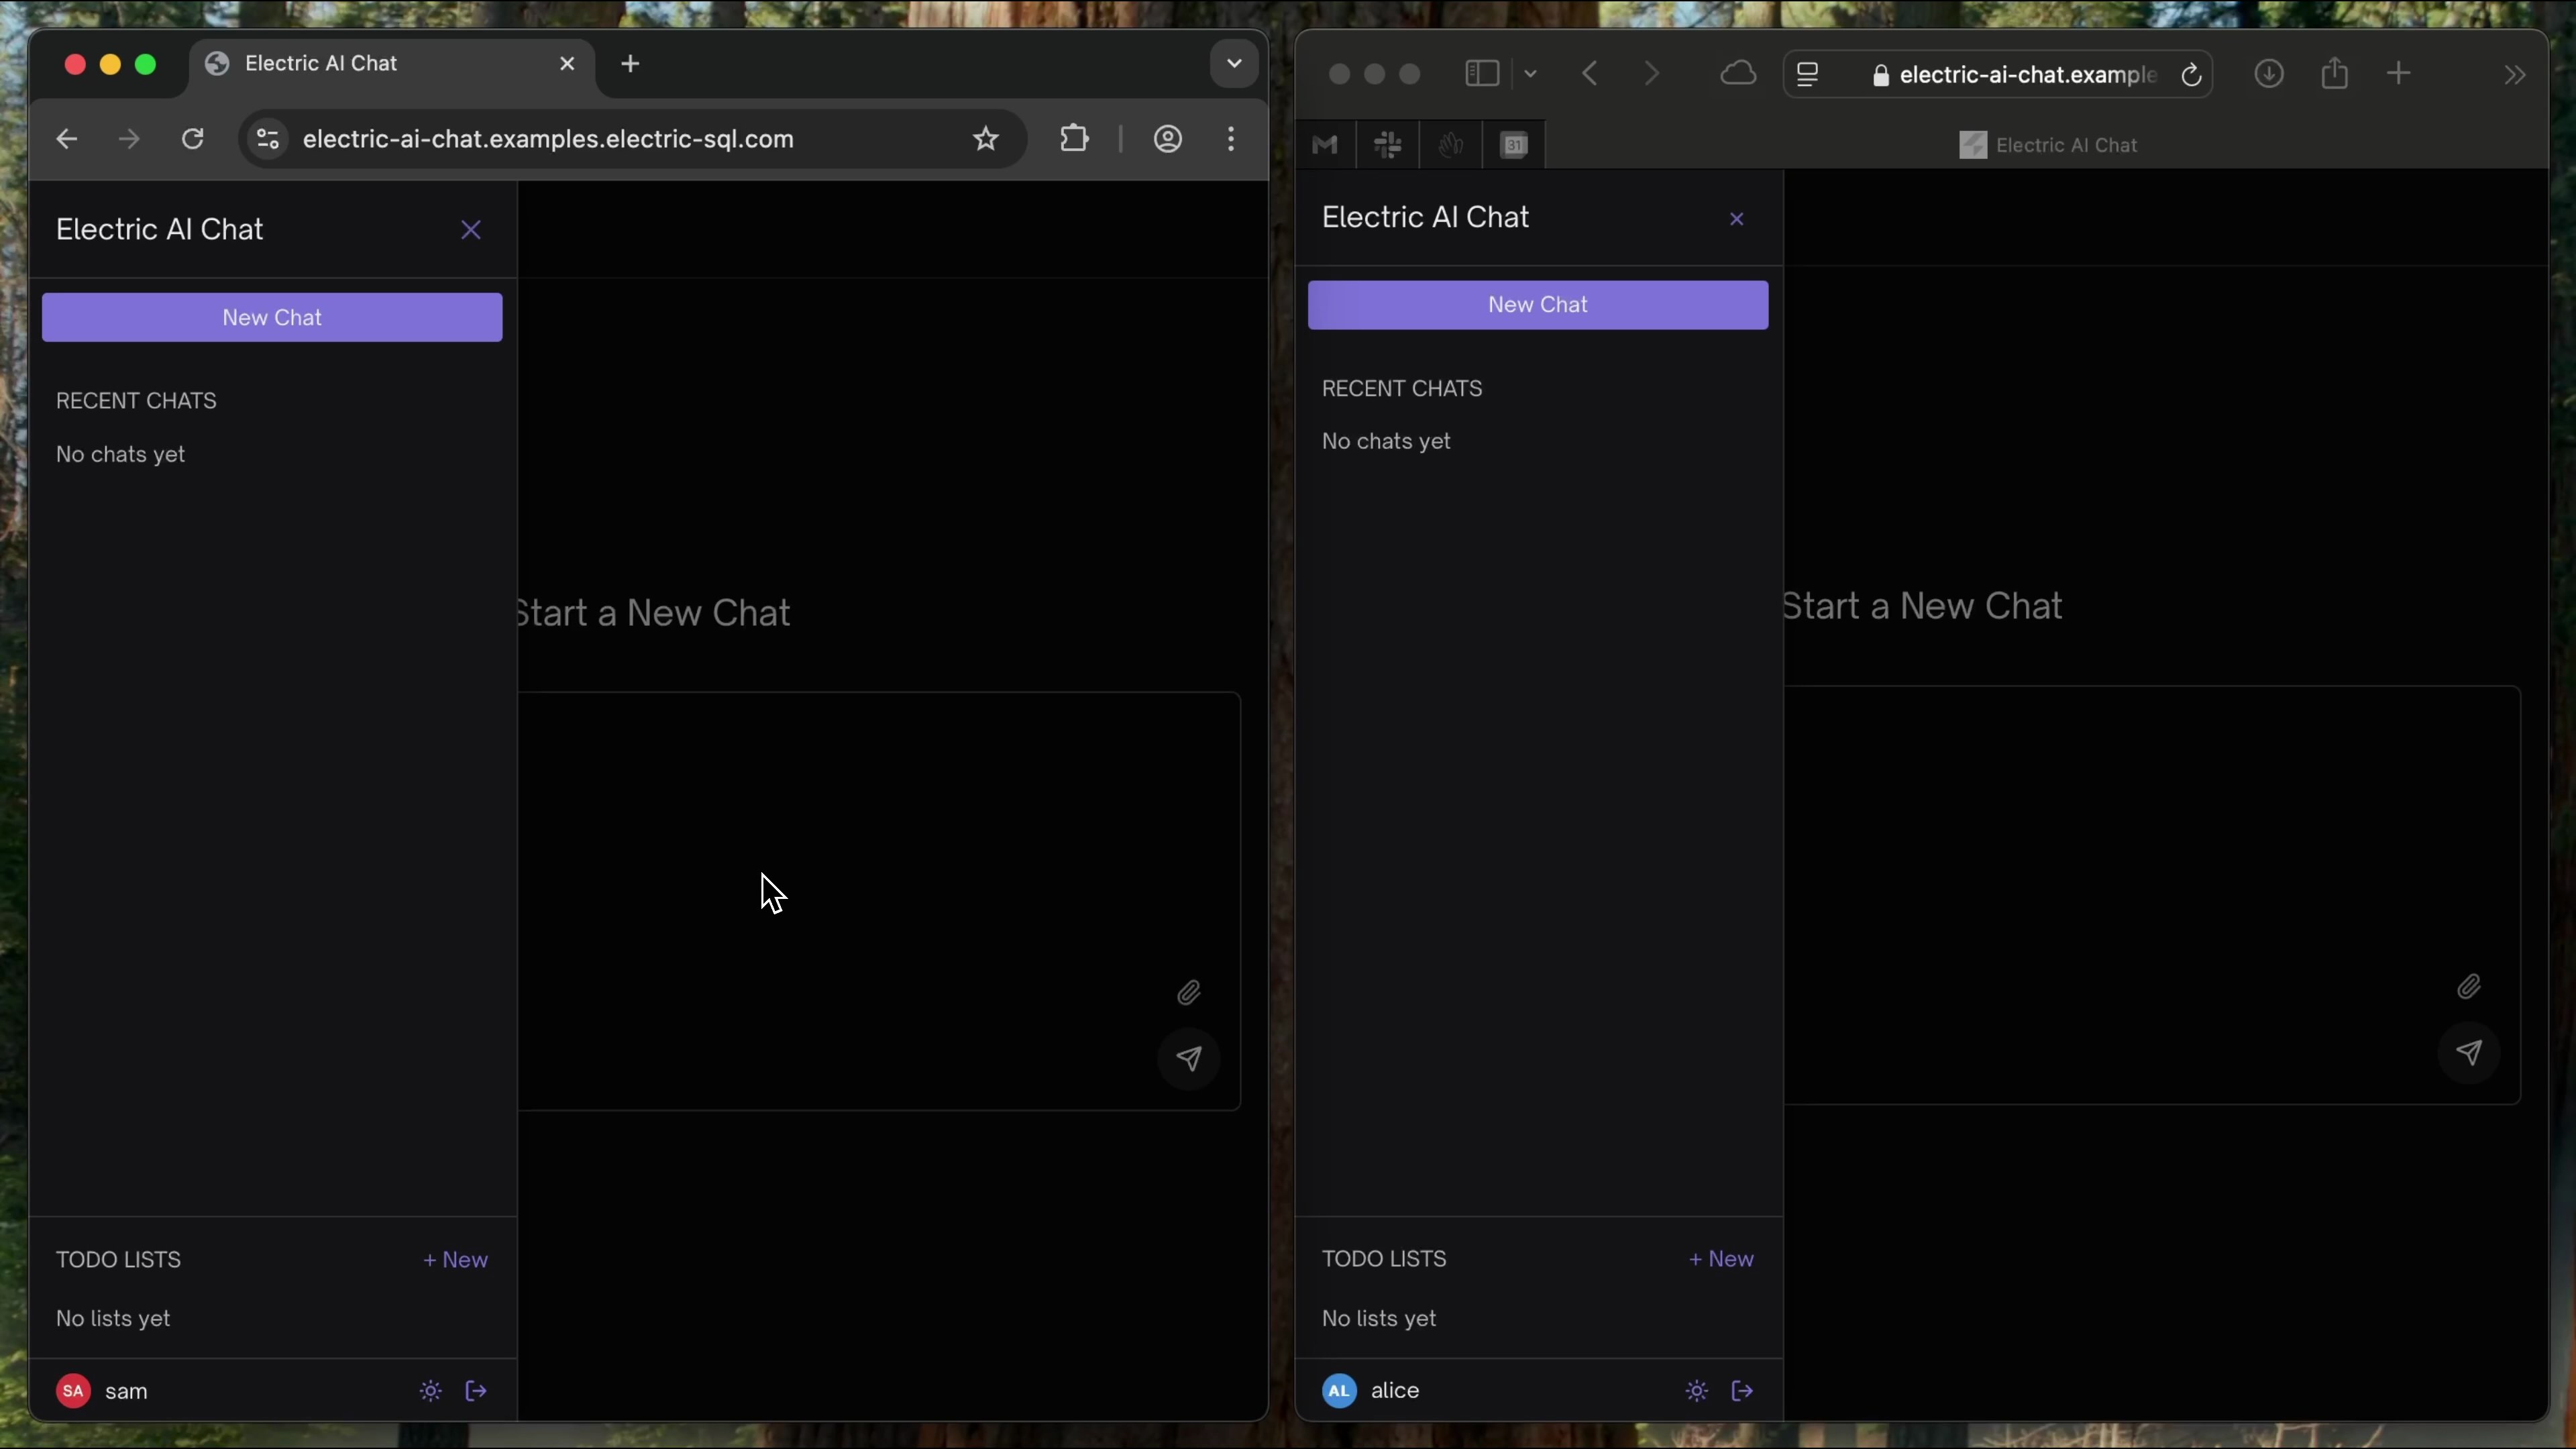 Electric AI Chat
electric-ai-chat.examples.electric-sql.com
Electric AI Chat
New Chat
RECENT CHATS
No chats yet
Start a New Chat
TODO LISTS
+ New
No lists yet
SA
sam
electric-ai-chat.example
31
Electric AI Chat
Electric AI Chat
New Chat
RECENT CHATS
No chats yet
Start a New Chat
TODO LISTS
+ New
No lists yet
AL
alice